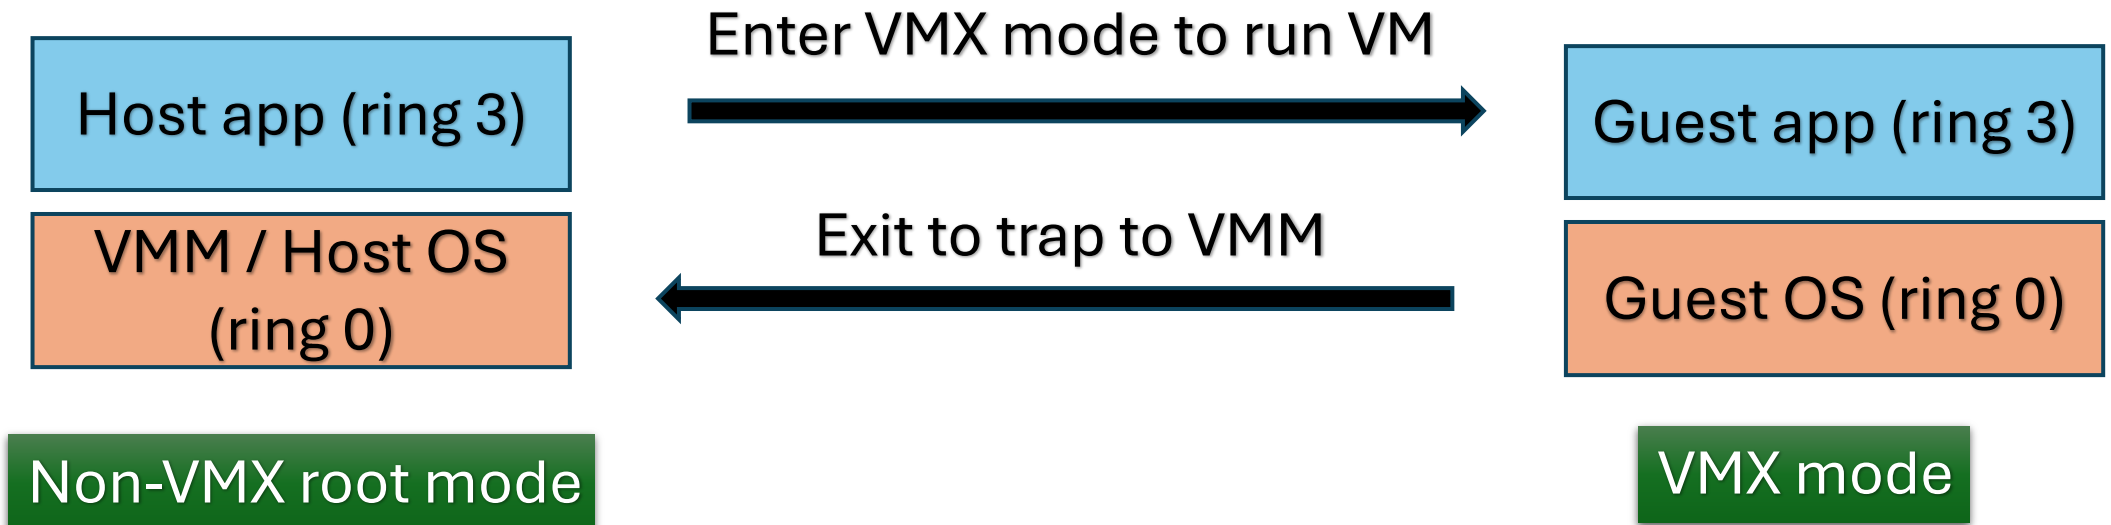 Enter VMX mode to run VM
Host app (ring 3)
Guest app (ring 3)
Exit to trap to VMM
VMM / Host OS
(ring 0)
Guest OS (ring 0)
Non-VMX root mode
VMX mode